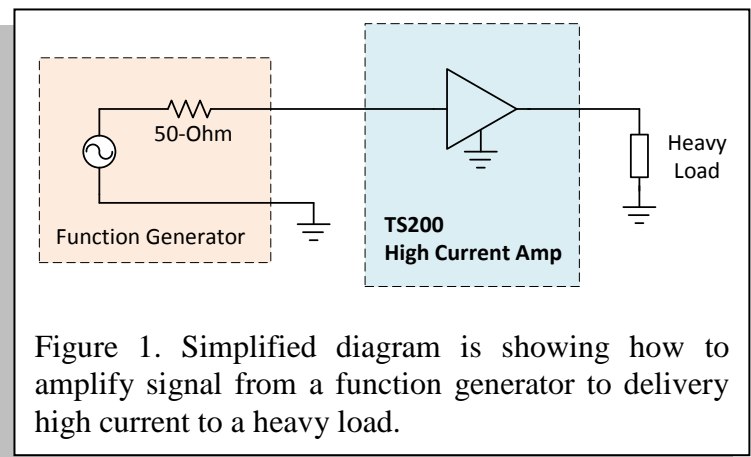 50-Ohm
Function Generator
TS200
High Current Amp
Heavy
Load
Figure 1. Simplified diagram is showing how to
amplify signal from a function generator to delivery
high current to a heavy load.